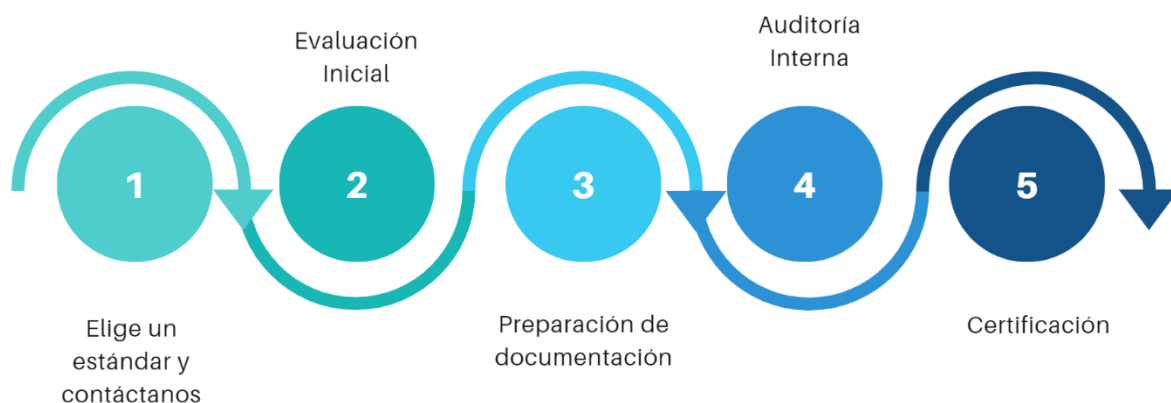 1
Elige un
estándar y
contáctanos
Evaluación
Inicial
2
3
Preparación de
documentación
Auditoría
Interna
4
5
Certificación